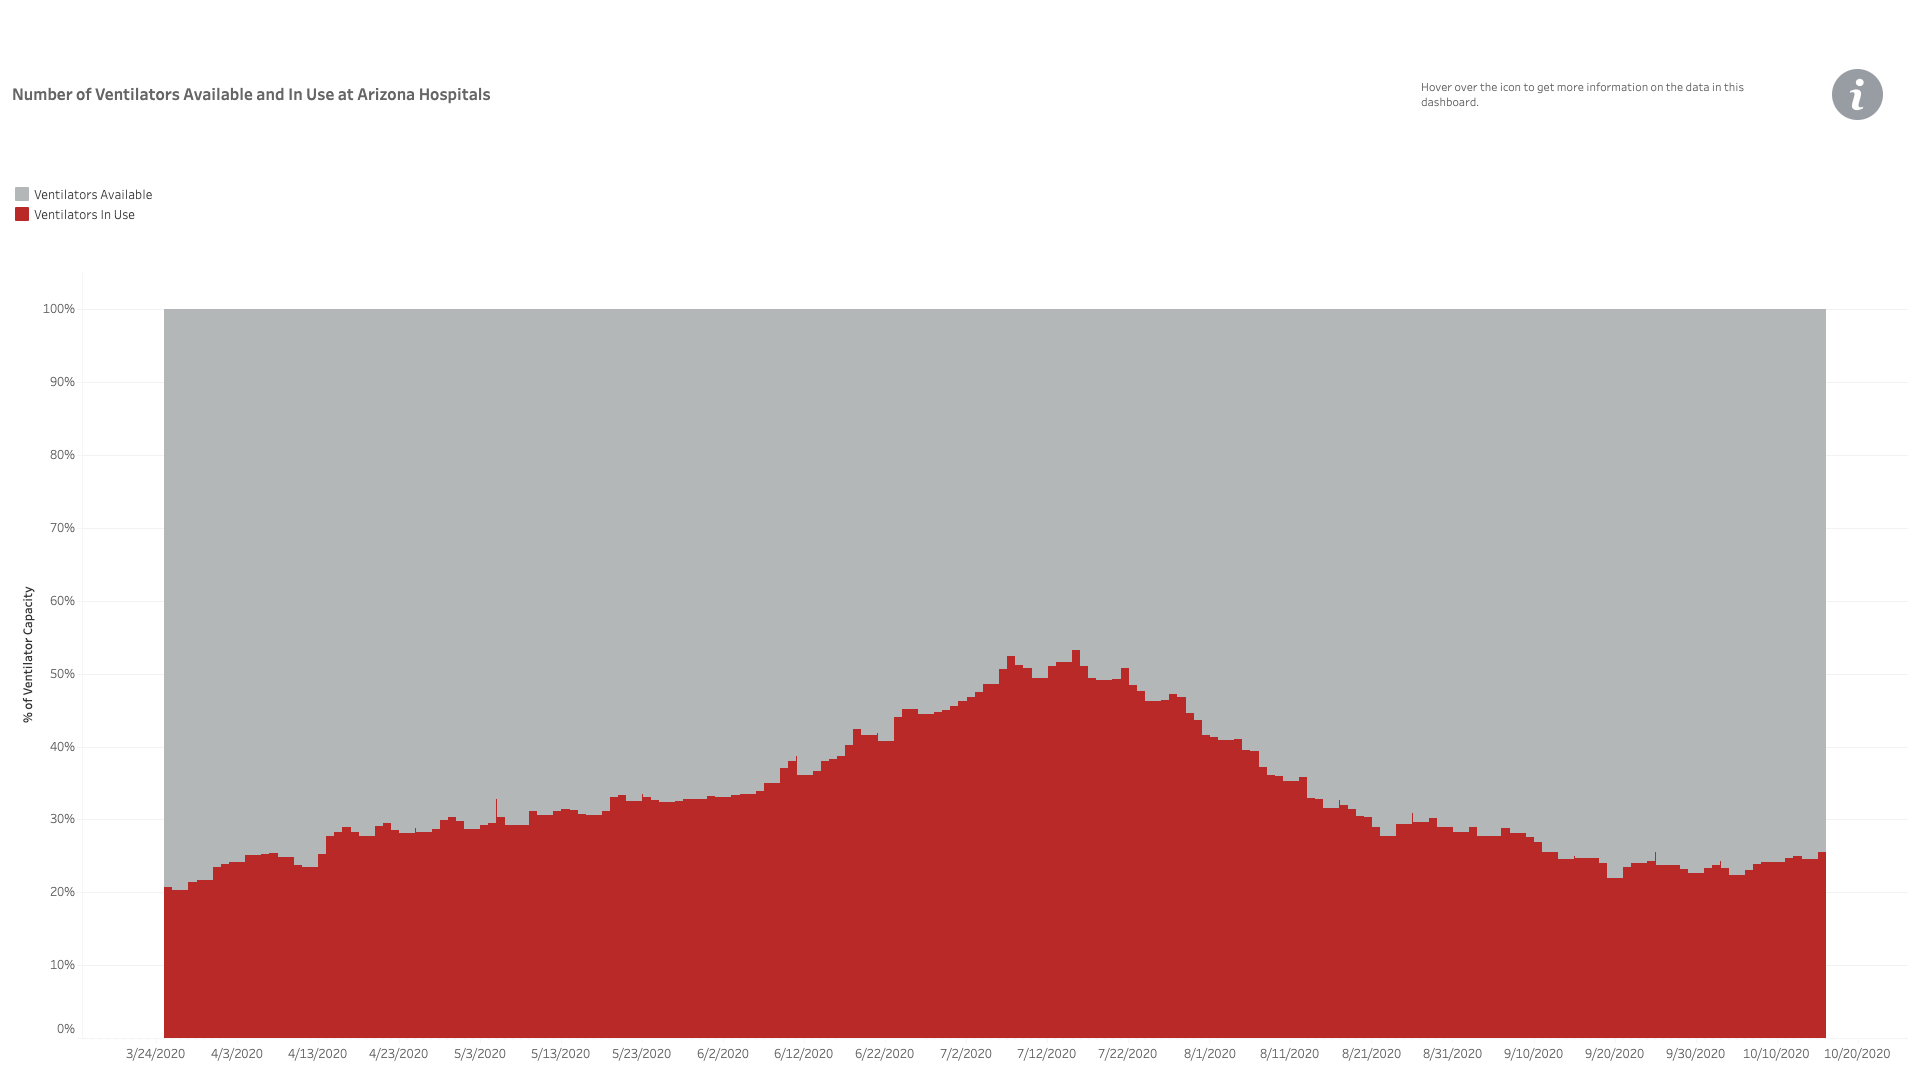 Number of Ventilators Available and In Use at Arizona Hospitals
Hover over the icon to get more information on the data in this
dashboard.
i
Ventilators Available
Ventilators In Use
% of Ventilator Capacity
100%
90%
80%
70%
60%
50%
40%
30%
20%
10%
0%
3/24/2020 4/3/2020 4/13/2020 4/23/2020 5/3/2020 5/13/2020 5/23/2020 6/2/2020 6/12/2020 6/22/2020 7/2/2020 7/12/2020 7/22/2020 8/1/2020 8/11/2020 8/21/2020 8/31/2020 9/10/2020 9/20/2020 9/30/2020 10/10/2020 10/20/2020